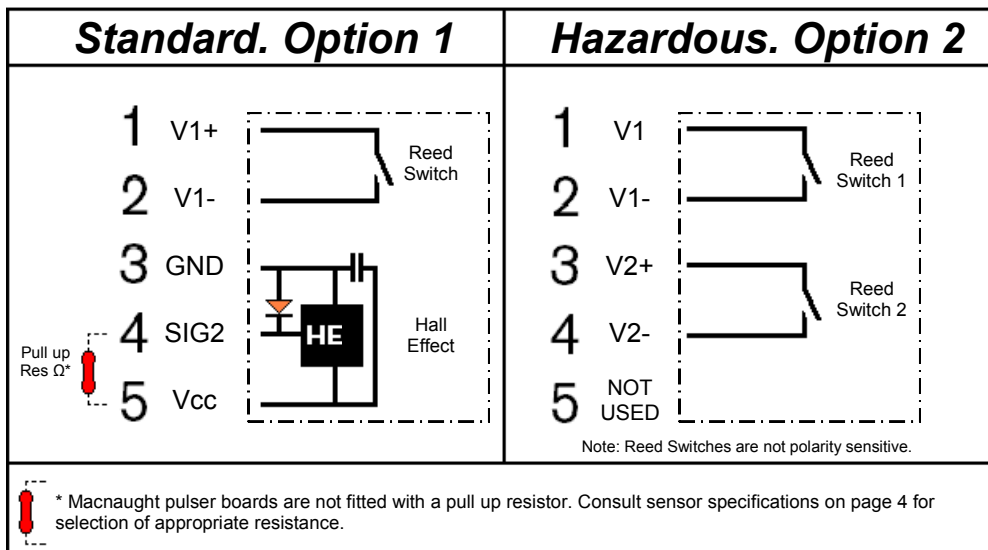 Standard. Option 1
Hazardous. Option 2
1 V1+
2 V1-
3 GND
4 SIG2
5 Vcc
Reed
Switch
HE
Hall
Effect
Pull up
Res Ω*
1 V1
2 V1-
3 V2+
4 V2-
5 NOT
USED
Reed
Switch 1
Reed
Switch 2
Note: Reed Switches are not polarity sensitive.
* Macnaught pulser boards are not fitted with a pull up resistor. Consult sensor specifications on page 4 for
selection of appropriate resistance.